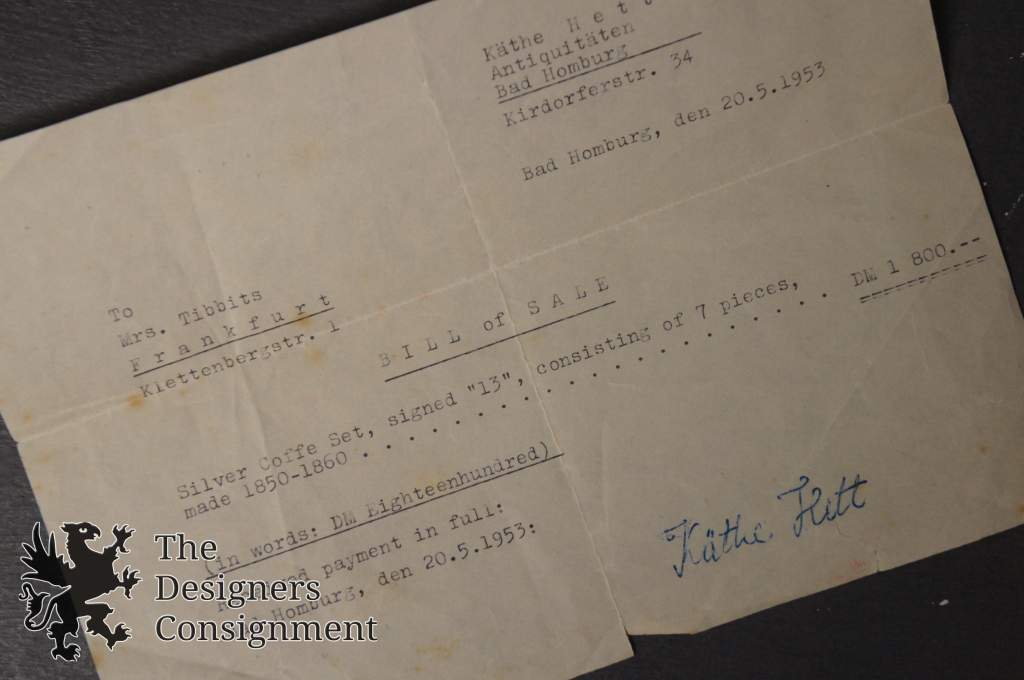 Käthe H e t t
Antiquitäten
Bad Homburg
Kirdorferstr. 34
Bad Homburg, den 20.5.1953
To
Mrs. Tibbits
F r a n k f u r t
Klettenbergstr. 1
B I L L of S A L E
Silver Coffe Set, signed "13", consisting of 7 pieces,
made 1850-1860 . . . . . . . . . . . . . . . . DM 1 800.--
(in words: DM Eighteenhundred)
payment in full:
Homburg, den 20.5.1953:
Käthe Hett
The
Designers
Consignment